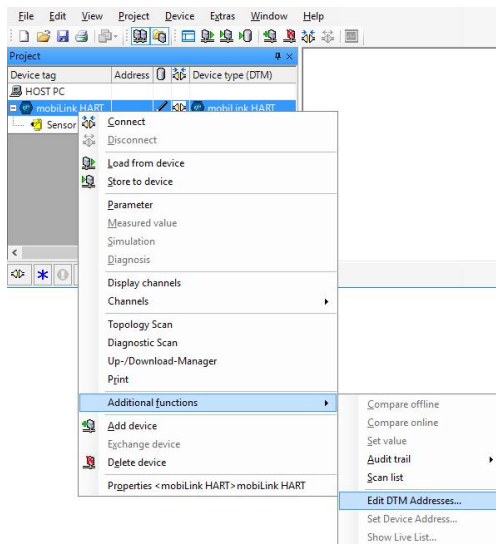 File Edit View Project Device Extras Window Help
Project
Device tag Address Device type (DTM)
HOST PC
mobiLink HART mobiLink HART
Sensor
Connect
Disconnect
Load from device
Store to device
Parameter
Measured value
Simulation
Diagnosis
Display channels
Channels
Topology Scan
Diagnostic Scan
Up-/Download-Manager
Print
Additional functions
Add device
Exchange device
Delete device
Properties <mobiLink HART>mobiLink HART
Compare offline
Compare online
Set value
Audit trail
Scan list
Edit DTM Addresses...
Set Device Address...
Show Live List...